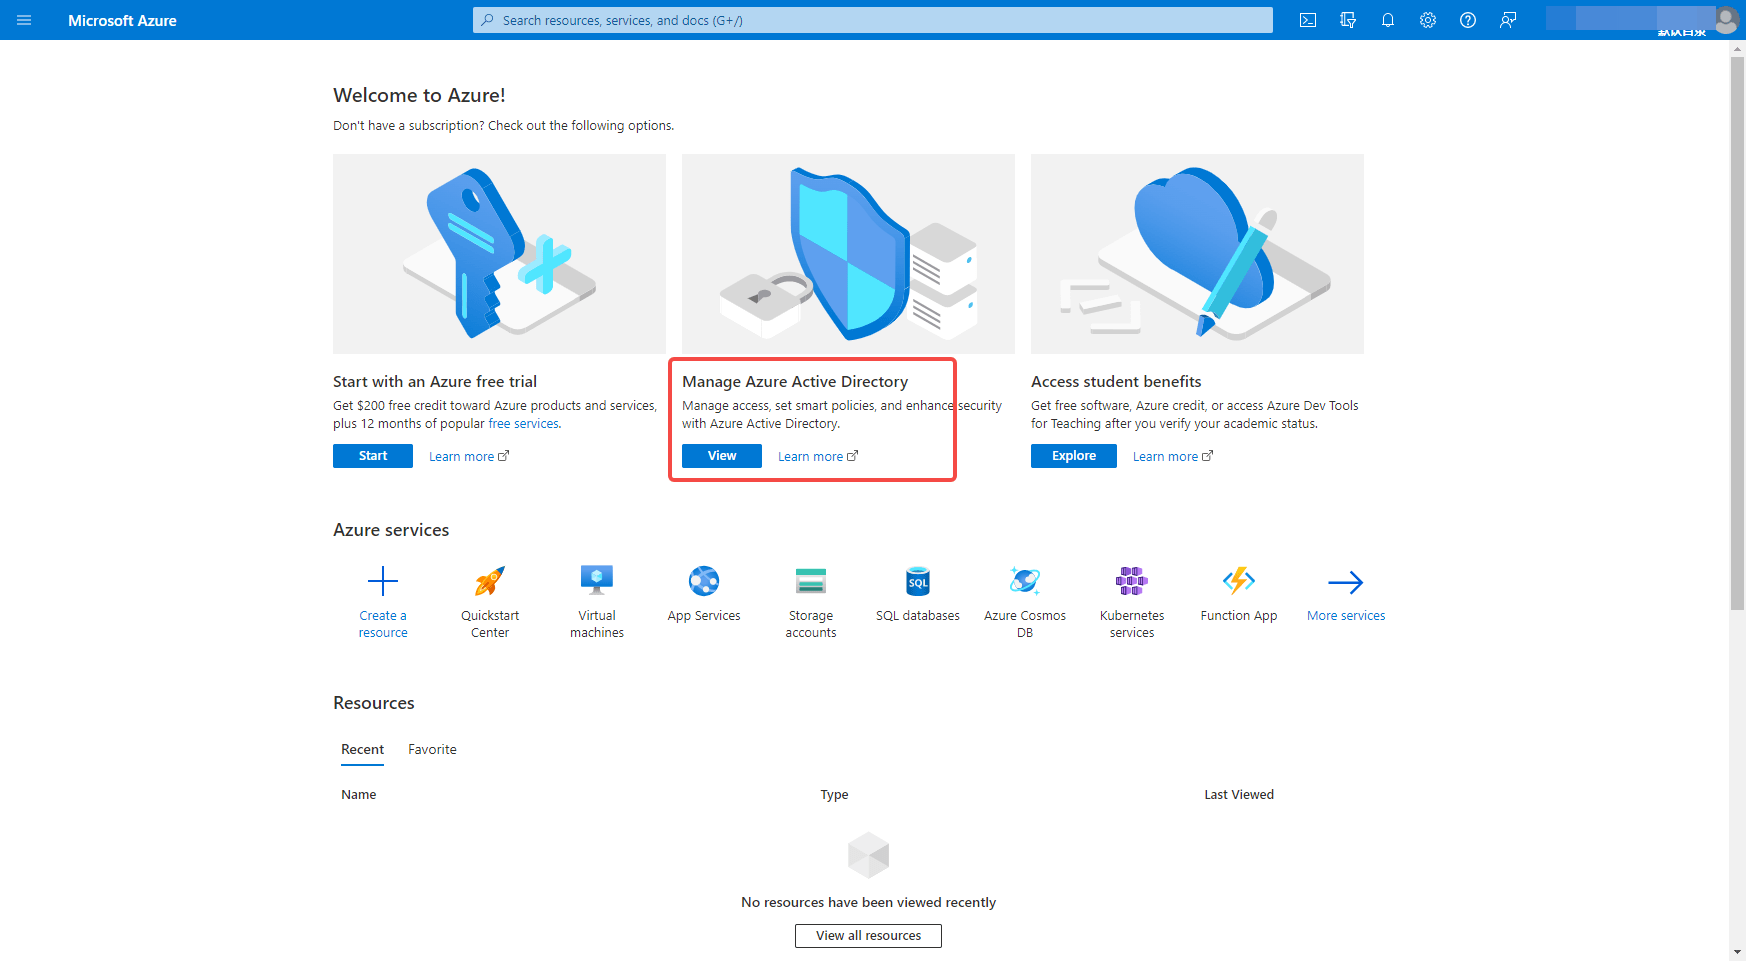 Microsoft Azure
Search resources, services, and docs (G+/)
默认目录
Welcome to Azure!
Don't have a subscription? Check out the following options.
Start with an Azure free trial
Get $200 free credit toward Azure products and services,
plus 12 months of popular free services.
Start
Learn more
Manage Azure Active Directory
Manage access, set smart policies, and enhance security
with Azure Active Directory.
View
Learn more
Access student benefits
Get free software, Azure credit, or access Azure Dev Tools
for Teaching after you verify your academic status.
Explore
Learn more
Azure services
Create a
resource
Quickstart
Center
Virtual
machines
App Services
Storage
accounts
SQL
SQL databases
Azure Cosmos
DB
Kubernetes
services
Function App
More services
Resources
Recent
Favorite
Name
Type
Last Viewed
No resources have been viewed recently
View all resources